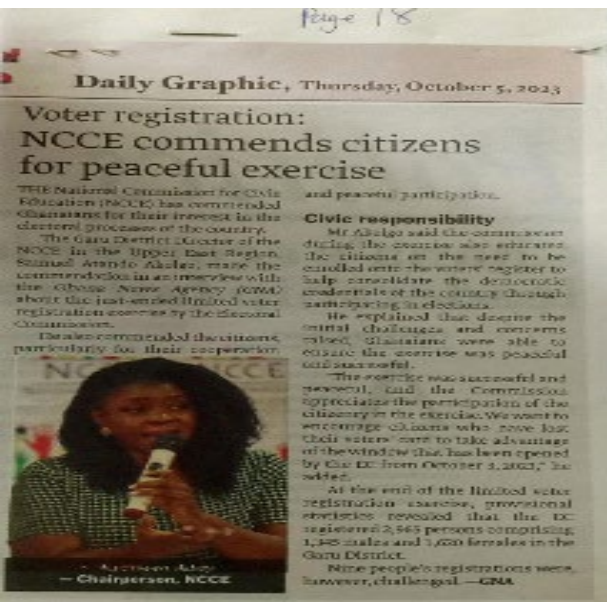 Page 18
Daily Graphic, Thursday, October 5, 2023
Voter registration:
NCCE commends citizens
for peaceful exercise
THE National Commission for Civic
Education (NCCE) has commended
Ghanaians for their interest in the
electoral processes of the country.
The Garu District Director of the
NCCE in the Upper East Region,
Samuel Atando Akolgo, made the
commendation in an interview with
the Ghana News Agency (GNA)
about the just-ended limited voter
registration exercise by the Electoral
Commission.
He also commended the citizens,
particularly for their cooperation
NCCE
— Chairperson, NCCE
and peaceful participation.
Civic responsibility
Mr Akolgo said the commission
during the exercise also educated
the citizens on the need to be
enrolled onto the voters' register to
help consolidate the democratic
credentials of the country through
participating in elections.
He explained that despite the
initial challenges and concerns
raised, Ghanaians were able to
ensure the exercise was peaceful
and successful.
"The exercise was successful and
peaceful, and the Commission
appreciates the participation of the
citizenry in the exercise. We want to
encourage citizens who have lost
their voters' card to take advantage
of the window that has been opened
by the EC from October 3, 2023," he
added.
At the end of the limited voter
registration exercise, provisional
statistics revealed that the EC
registered 2,965 persons comprising
1,345 males and 1,620 females in the
Garu District.
Nine people's registrations were,
however, challenged. —GNA